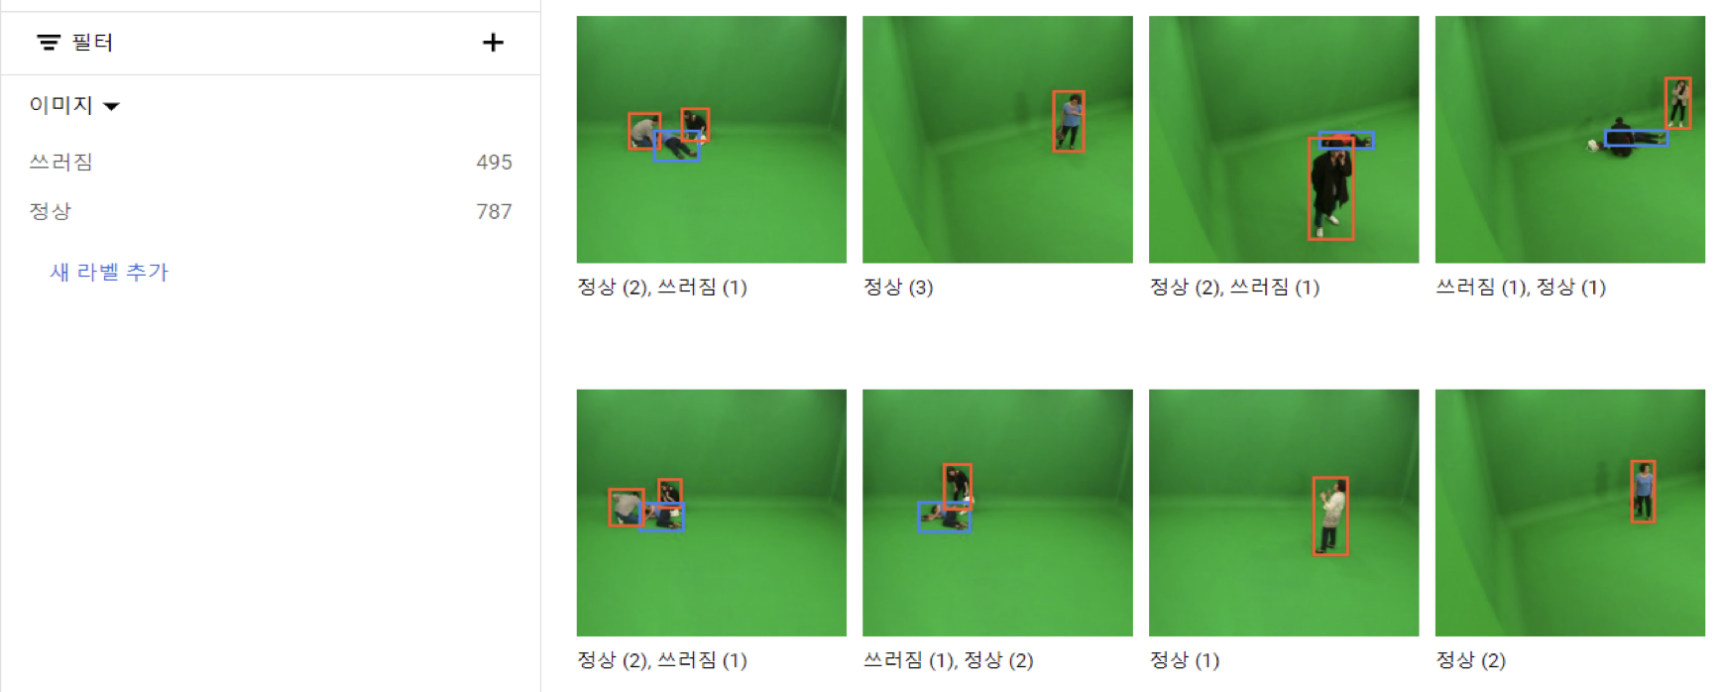 필터
이미지
쓰러짐 495
정상 787
새 라벨 추가
정상 (2), 쓰러짐 (1)
정상 (3)
정상 (2), 쓰러짐 (1)
쓰러짐 (1), 정상 (1)
정상 (2), 쓰러짐 (1)
쓰러짐 (1), 정상 (2)
정상 (1)
정상 (2)